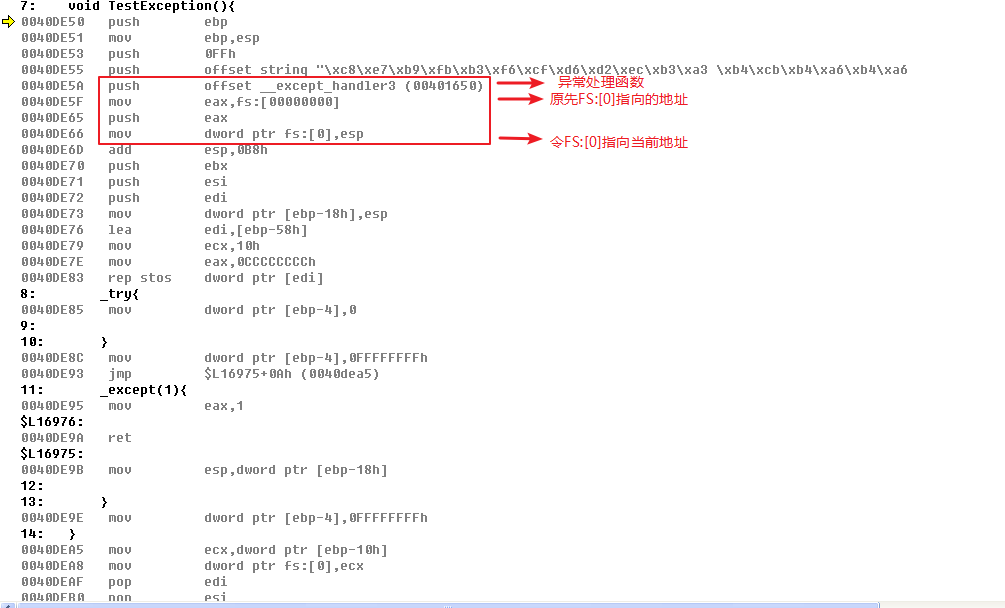 7:    void TestException(){
0040DE50   push        ebp
0040DE51   mov         ebp,esp
0040DE53   push        0FFh
0040DE55   push        offset string "\xc8\xe7\xb9\xfb\xb3\xf6\xcf\xd6\xd2\xec\xb3\xa3 \xb4\xcb\xb4\xa6\xb4\xa6
0040DE5A   push        offset __except_handler3 (00401650) 异常处理函数
0040DE5F   mov         eax,fs:[00000000] 原先FS:[0]指向的地址
0040DE65   push        eax
0040DE66   mov         dword ptr fs:[0],esp 令FS:[0]指向当前地址
0040DE6D   add         esp,0B8h
0040DE70   push        ebx
0040DE71   push        esi
0040DE72   push        edi
0040DE73   mov         dword ptr [ebp-18h],esp
0040DE76   lea         edi,[ebp-58h]
0040DE79   mov         ecx,10h
0040DE7E   mov         eax,0CCCCCCCCh
0040DE83   rep stos    dword ptr [edi]
8:        _try{
0040DE85   mov         dword ptr [ebp-4],0
9:
10:       }
0040DE8C   mov         dword ptr [ebp-4],0FFFFFFFFh
0040DE93   jmp         $L16975+0Ah (0040dea5)
11:       _except(1){
0040DE95   mov         eax,1
$L16976:
0040DE9A   ret
$L16975:
0040DE9B   mov         esp,dword ptr [ebp-18h]
12:
13:       }
0040DE9E   mov         dword ptr [ebp-4],0FFFFFFFFh
14:   }
0040DEA5   mov         ecx,dword ptr [ebp-10h]
0040DEA8   mov         dword ptr fs:[0],ecx
0040DEAF   pop         edi
0040DEB0   pop         esi